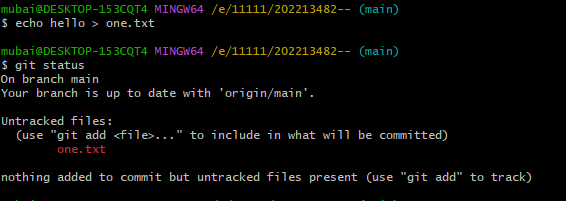 mubai@DESKTOP-153CQT4 MINGW64 /e/11111/202213482-- (main)
$ echo hello > one.txt
mubai@DESKTOP-153CQT4 MINGW64 /e/11111/202213482-- (main)
$ git status
On branch main
Your branch is up to date with 'origin/main'.
Untracked files:
(use "git add <file>..." to include in what will be committed)
one.txt
nothing added to commit but untracked files present (use "git add" to track)